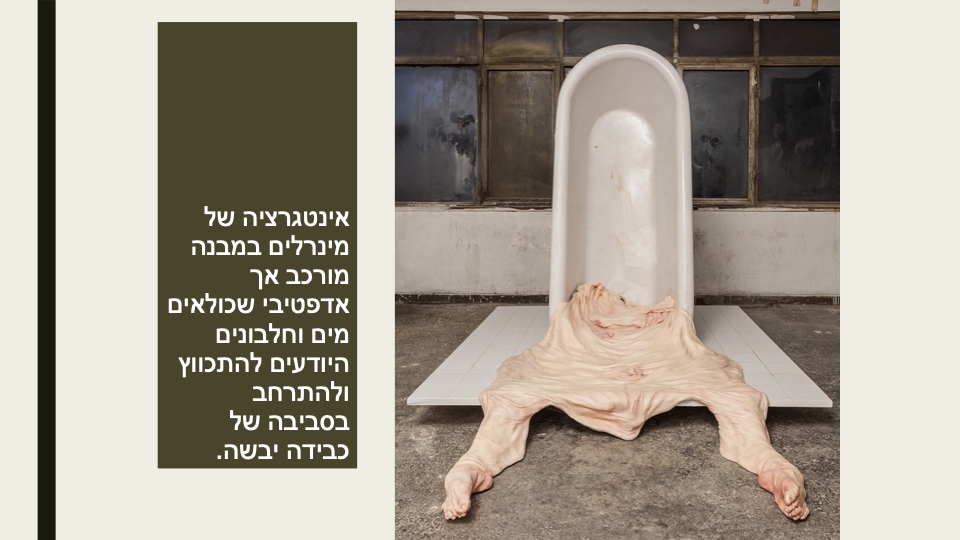 אינטגרציה של
מינרלים במבנה
מורכב אך
אדפטיבי שכולאים
מים וחלבונים
היודעים להתכווץ
ולהתרחב
בסביבה של
כבידה יבשה.